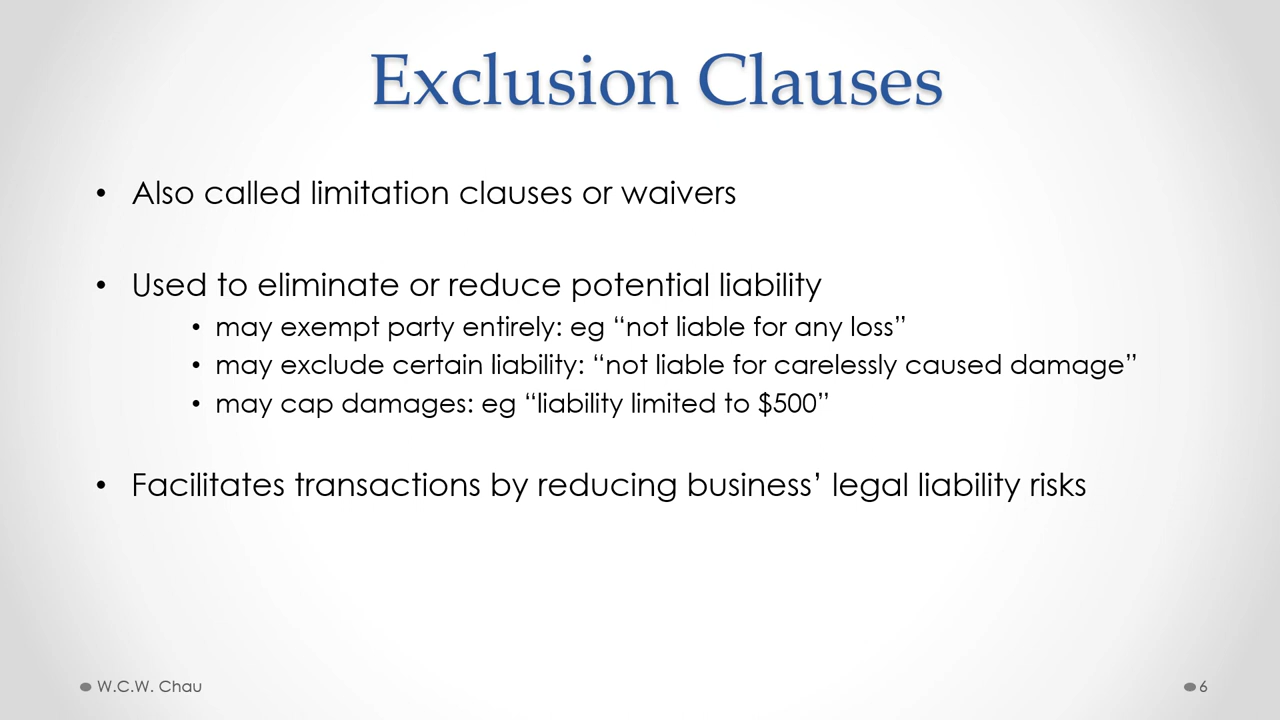 Exclusion Clauses
• Also called limitation clauses or waivers
• Used to eliminate or reduce potential liability
• may exempt party entirely: eg “not liable for any loss”
• may exclude certain liability: “not liable for carelessly caused damage”
• may cap damages: eg “liability limited to $500”
• Facilitates transactions by reducing business’ legal liability risks
W.C.W. Chau
6